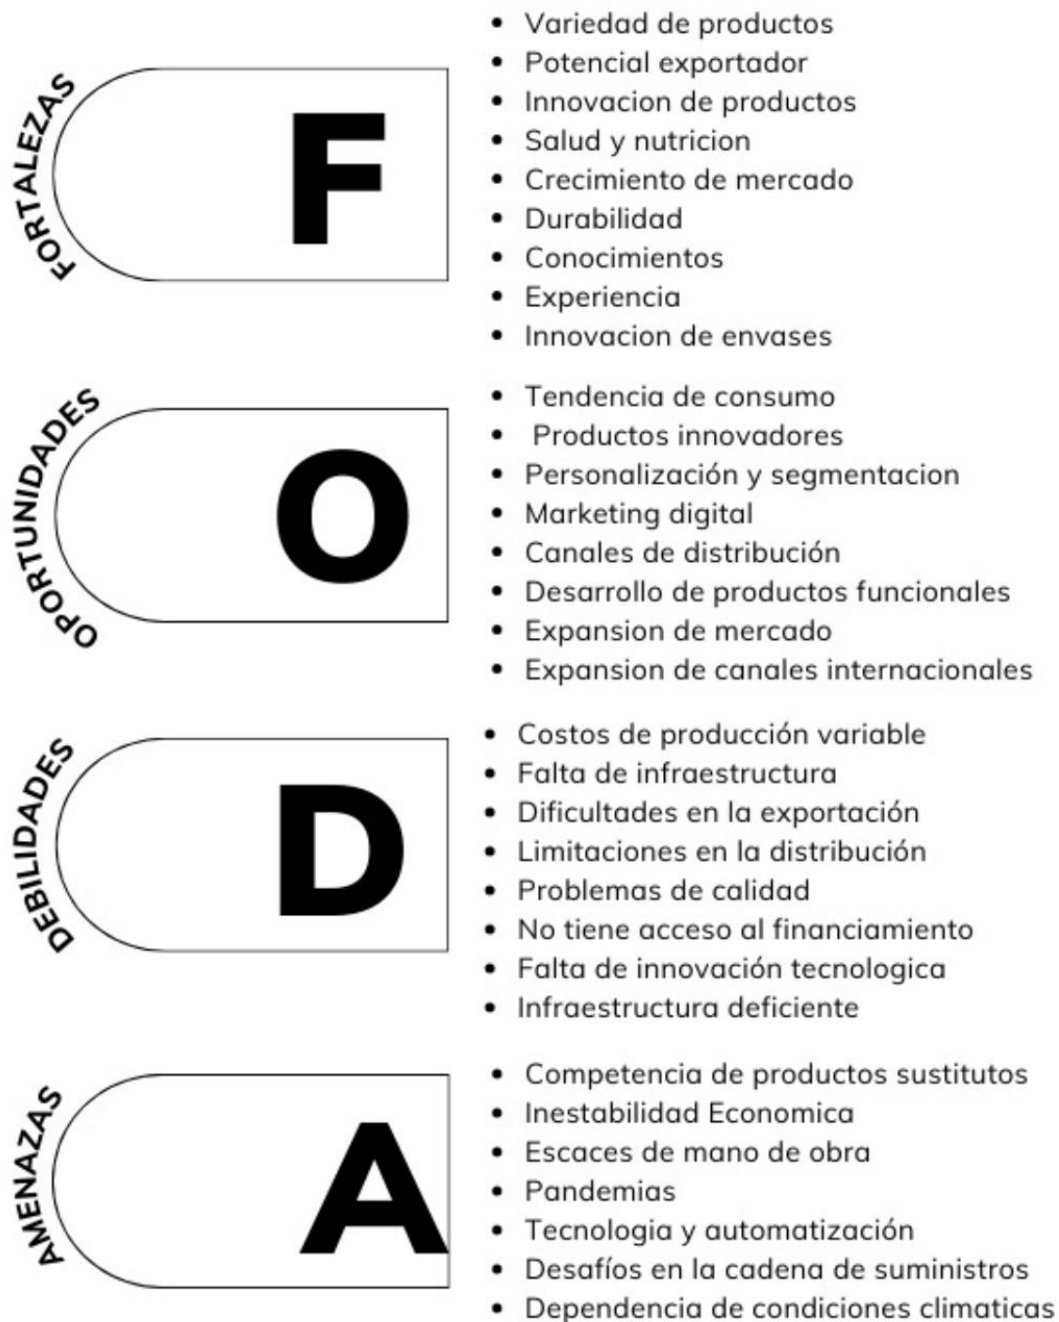 FORTALEZAS
F
• Variedad de productos
• Potencial exportador
• Innovacion de productos
• Salud y nutricion
• Crecimiento de mercado
• Durabilidad
• Conocimientos
• Experiencia
• Innovacion de envases
OPORTUNIDADES
O
• Tendencia de consumo
• Productos innovadores
• Personalización y segmentacion
• Marketing digital
• Canales de distribución
• Desarrollo de productos funcionales
• Expansion de mercado
• Expansion de canales internacionales
DEBILIDADES
D
• Costos de producción variable
• Falta de infraestructura
• Dificultades en la exportación
• Limitaciones en la distribución
• Problemas de calidad
• No tiene acceso al financiamiento
• Falta de innovación tecnologica
• Infraestructura deficiente
AMENAZAS
A
• Competencia de productos sustitutos
• Inestabilidad Economica
• Escaces de mano de obra
• Pandemias
• Tecnologia y automatización
• Desafíos en la cadena de suministros
• Dependencia de condiciones climaticas